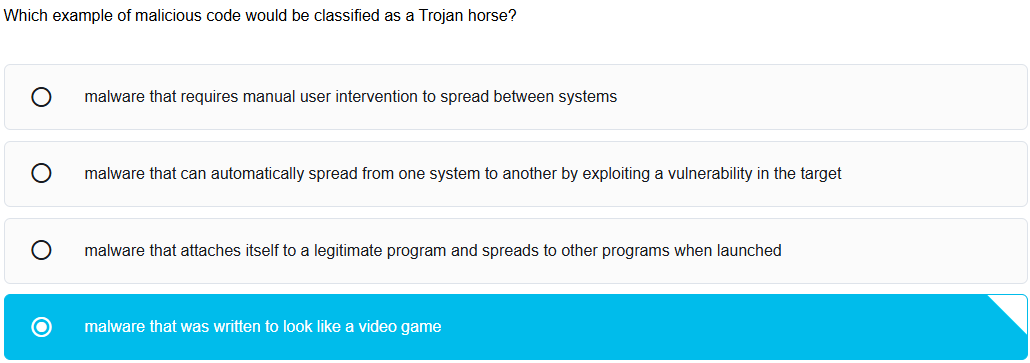 Which example of malicious code would be classified as a Trojan horse?
malware that requires manual user intervention to spread between systems
malware that can automatically spread from one system to another by exploiting a vulnerability in the target
malware that attaches itself to a legitimate program and spreads to other programs when launched
malware that was written to look like a video game